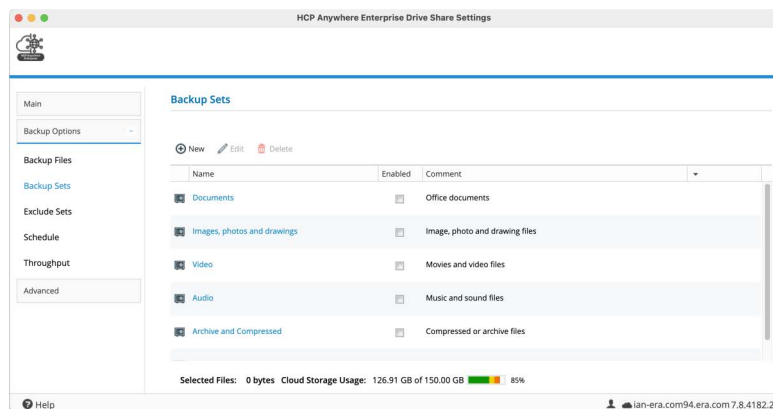 HCP Anywhere Enterprise Drive Share Settings
HCP Anywhere
Enterprise
Main
Backup Options
Backup Files
Backup Sets
Exclude Sets
Schedule
Throughput
Advanced
Backup Sets
New Edit Delete
Name Enabled Comment
Documents Office documents
Images, photos and drawings Image, photo and drawing files
Video Movies and video files
Audio Music and sound files
Archive and Compressed Compressed or archive files
Selected Files: 0 bytes Cloud Storage Usage: 126.91 GB of 150.00 GB 85%
Help ian-era.com94.era.com 7.8.4182.2